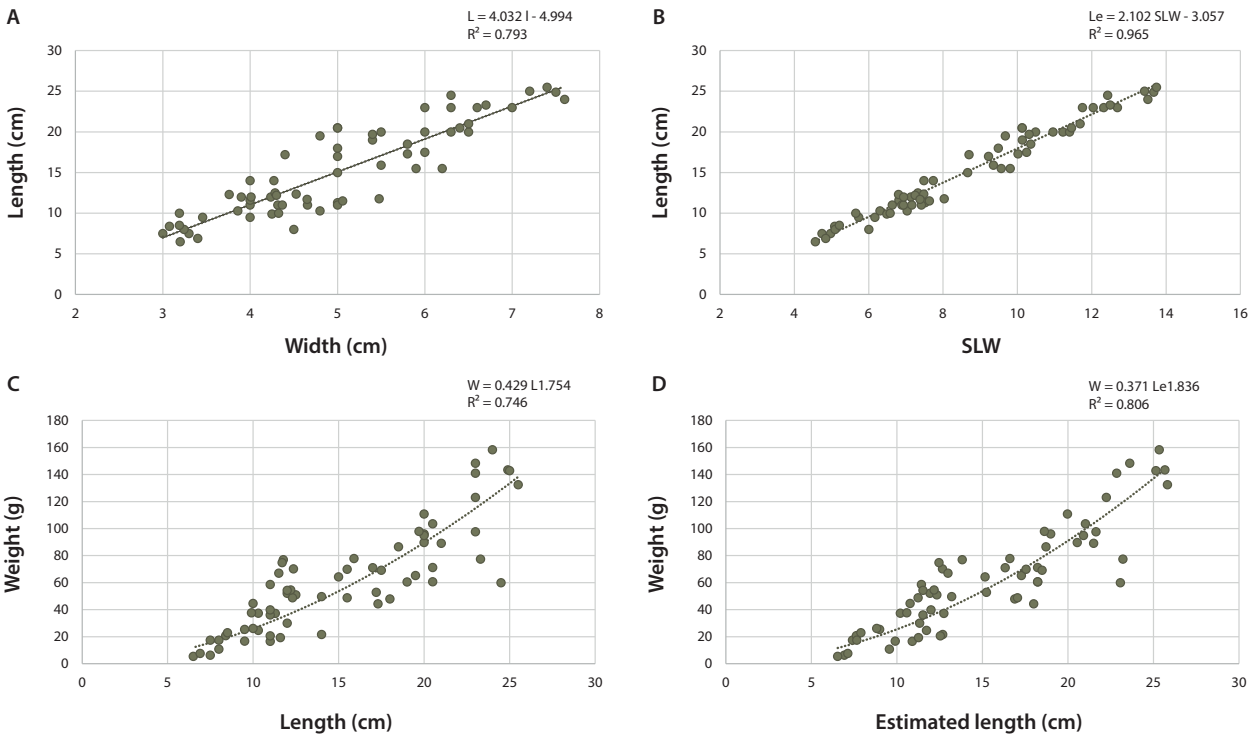 A
L = 4.032 l - 4.994
R² = 0.793
30
25
20
15
10
5
0
2 3 4 5 6 7 8
Length (cm)
Width (cm)
B
Le = 2.102 SLW - 3.057
R² = 0.965
30
25
20
15
10
5
0
2 4 6 8 10 12 14 16
Length (cm)
SLW
C
W = 0.429 L1.754
R² = 0.746
180
160
140
120
100
80
60
40
20
0
0 5 10 15 20 25 30
Weight (g)
Length (cm)
D
W = 0.371 Le1.836
R² = 0.806
180
160
140
120
100
80
60
40
20
0
0 5 10 15 20 25 30
Weight (g)
Estimated length (cm)